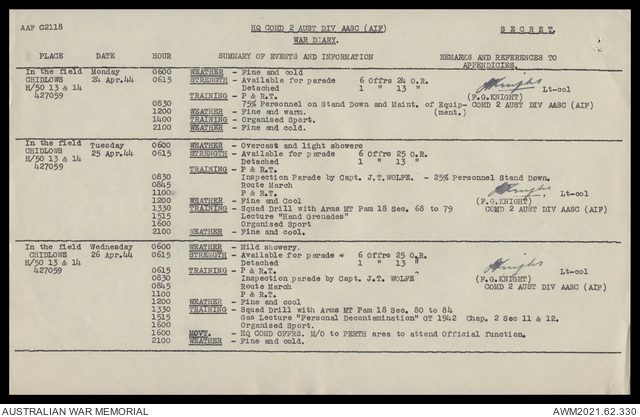 AAF C2118 HQ COMD 2 AUST DIV AASC (AIF) S E C R E T.
WAR DIARY.
PLACE DATE HOUR SUMMARY OF EVENTS AND INFORMATION REMARKS AND REFERENCES TO
APPENDICIES.
In the field Monday 0600 WEATHER - Fine and cold
CHIDLOWS 24 Apr.44 0615 STRENGTH - Available for parade 6 Offrs 24 O.R.
H/50 13 & 14 Detached 1 " 13 " Lt-col
427059 TRAINING - P & R.T. (F.G.KNIGHT)
0830 75% Personnel on Stand Down and Maint. of Equip- COMD 2 AUST DIV AASC (AIF)
1200 WEATHER - Fine and warm. (ment.)
1400 TRAINING - Organised Sport.
2100 WEATHER - Fine and cold.
In the field Tuesday 0600 WEATHER - Overcast and light showers
CHIDLOWS 25 Apr.44 0615 STRENGTH - Available for parade 6 Offrs 25 O.R.
H/50 13 & 14 Detached 1 " 13 "
427059 TRAINING - P & R.T.
0830 Inspection Parade by Capt. J.T.WOLFE. - 25% Personnel Stand Down.
0845 Route March
1100 P & R.T. Lt-col
1200 WEATHER - Fine and Cool (F.G.KNIGHT)
1330 TRAINING - Squad Drill with Arms MT Pam 18 Sec. 68 to 79 COMD 2 AUST DIV AASC (AIF)
1515 Lecture "Hand Grenades"
1600 Organised Sport
2100 WEATHER - Fine and cool.
In the field Wednesday 0600 WEATHER - Mild showery.
CHIDLOWS 26 Apr.44 0615 STRENGTH - Available for parade 6 Offrs 25 O.R.
H/50 13 & 14 Detached 1 " 13 "
427059 0615 TRAINING - P & R.T. Lt-col
0830 Inspection parade by Capt. J.T. WOLFE (F.G.KNIGHT)
0845 Route March COMD 2 AUST DIV AASC (AIF)
1100 P & R.T.
1200 WEATHER - Fine and cool
1330 TRAINING - Squad Drill with Arms MT Pam 18 Sec. 80 to 84
1515 Gas Lecture "Personal Decontamination" GT 1942 Chap. 2 Sec 11 & 12.
1600 Organised Sport.
1600 MOVT. - HQ COMD OFFRS. M/O to PERTH area to attend Official function.
2100 WEATHER - Fine and cold.
AUSTRALIAN WAR MEMORIAL AWM2021.62.330